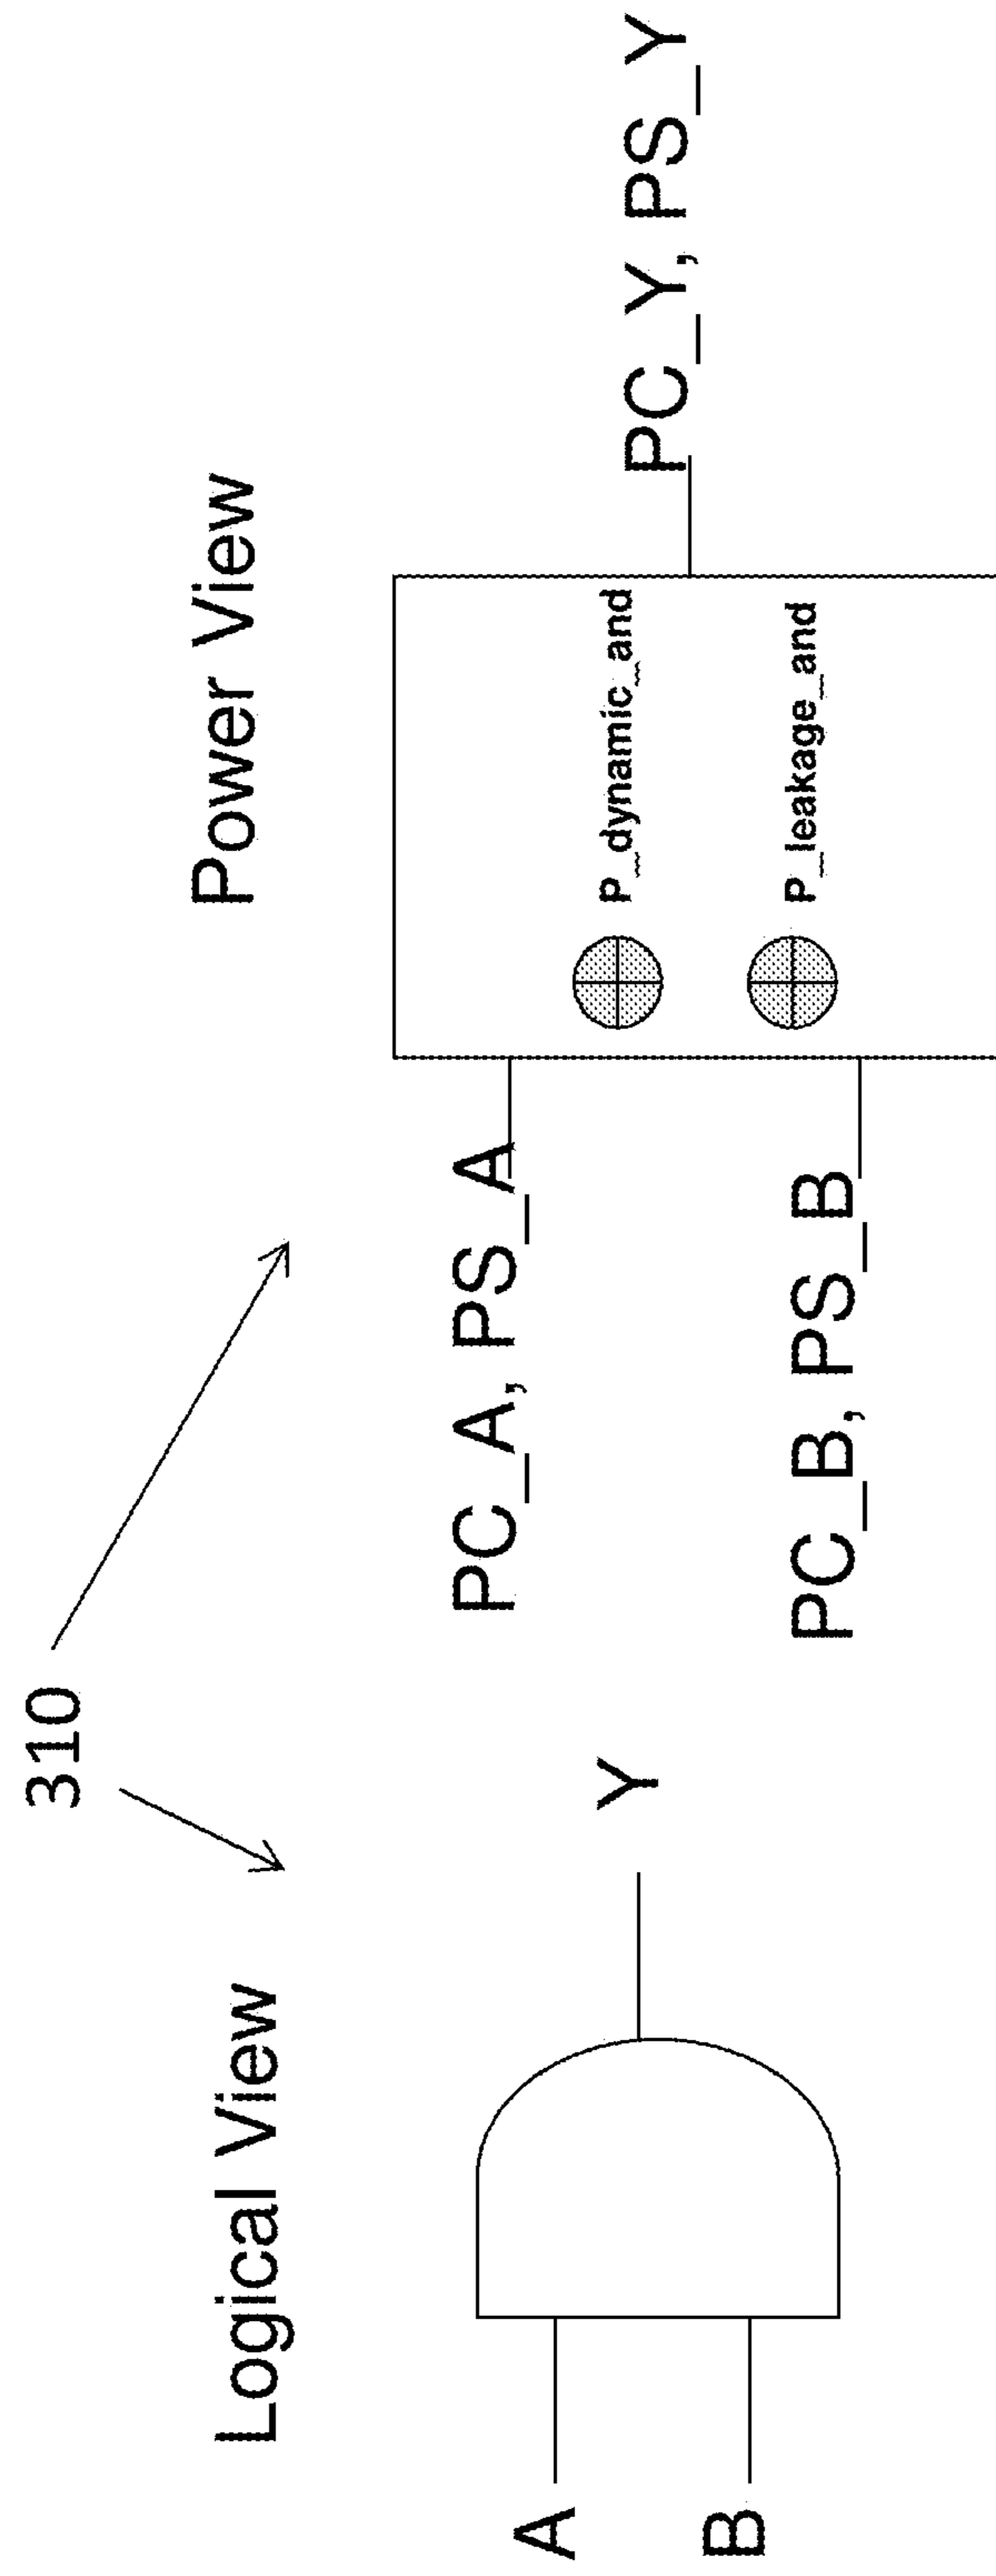 310
Logical View
Power View
A
B
Y
PC_A, PS_A
PC_B, PS_B
P_dynamic_and
P_leakage_and
PC_Y, PS_Y